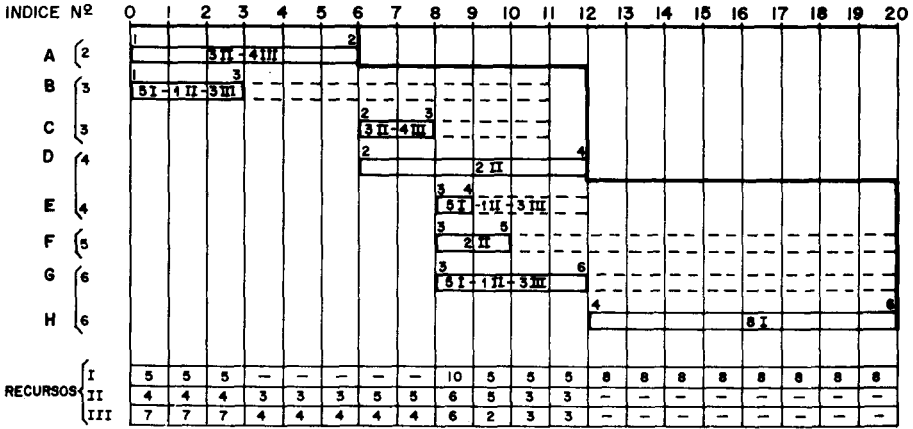 INDICE Nº 0 1 2 3 4 5 6 7 8 9 10 11 12 13 14 15 16 17 18 19 20
A 2 1 2
3 II - 4 III
B 3 1 3
5 I - 1 II - 3 III
C 3 2 3
3 II - 4 III
D 4 2 4
2 II
E 4 3 4
5 I - 1 II - 3 III
F 5 3 5
2 II
G 6 3 6
5 I - 1 II - 3 III
H 6 4 6
8 I
RECURSOS
I 5 5 5 – – – – – 10 5 5 5 8 8 8 8 8 8 8 8
II 4 4 4 3 3 3 5 5 6 5 3 3 – – – – – – – –
III 7 7 7 4 4 4 4 4 6 2 3 3 – – – – – – – –